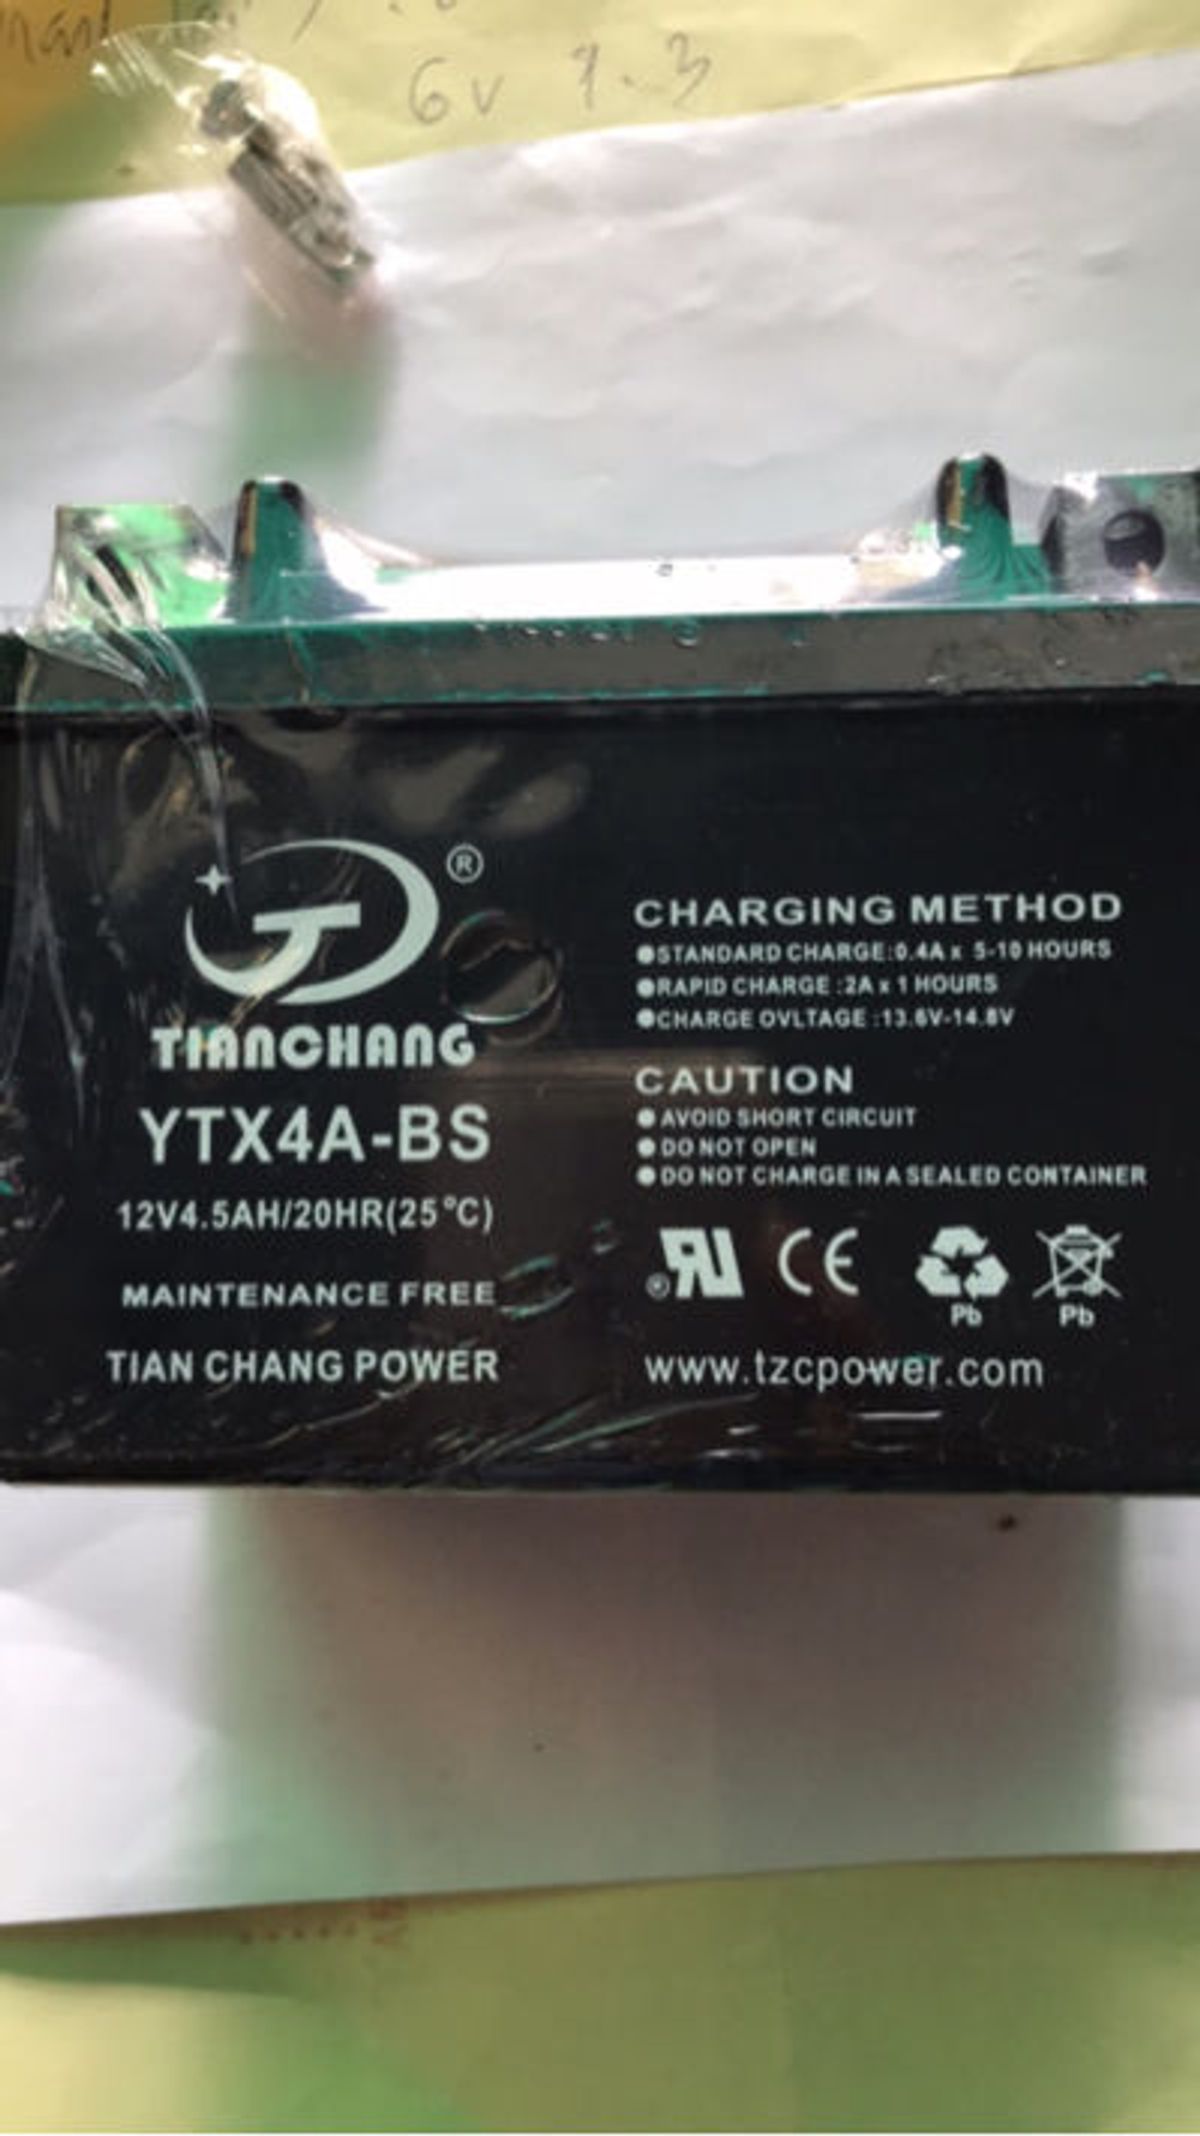 6v 1.3
®
TIANCHANG
YTX4A-BS
12V4.5AH/20HR(25°C)
MAINTENANCE FREE
TIAN CHANG POWER
CHARGING METHOD
●STANDARD CHARGE:0.4A x 5-10 HOURS
●RAPID CHARGE :2A x 1 HOURS
●CHARGE OVLTAGE :13.6V-14.8V
CAUTION
●AVOID SHORT CIRCUIT
●DO NOT OPEN
●DO NOT CHARGE IN A SEALED CONTAINER
CE
Pb Pb
www.tzcpower.com